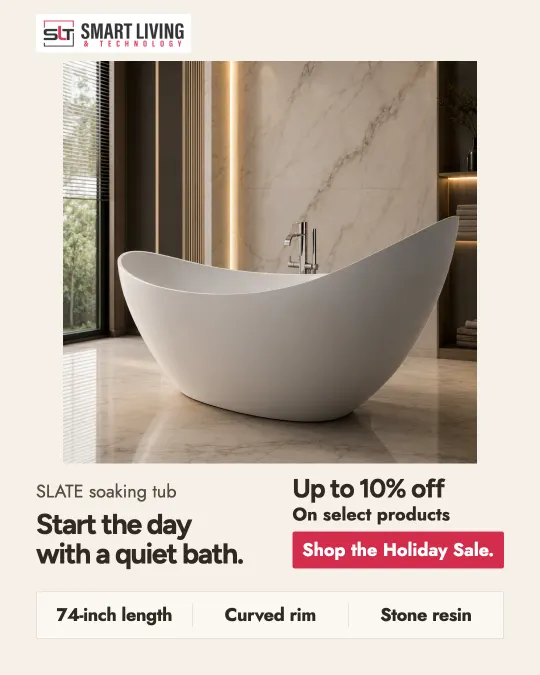 SLT SMART LIVING
& TECHNOLOGY
SLATE soaking tub
Start the day
with a quiet bath.
Up to 10% off
On select products
Shop the Holiday Sale.
74-inch length
Curved rim
Stone resin